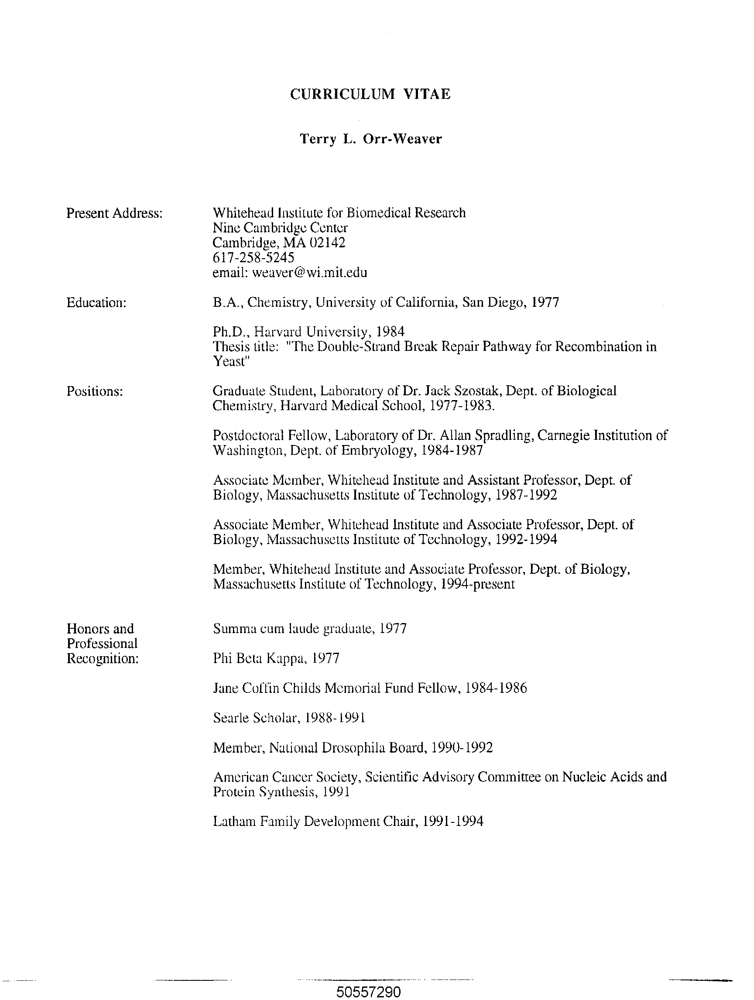 CURRICULUM VITAE
Terry L. Orr-Weaver
Present Address: Whitehead Institute for Biomedical Research
Nine Cambridge Center
Cambridge, MA 02142
617-258-5245
email: weaver@wi.mit.edu
Education: B.A., Chemistry, University of California, San Diego, 1977
Ph.D., Harvard University, 1984
Thesis title: "The Double-Strand Break Repair Pathway for Recombination in
Yeast"
Positions: Graduate Student, Laboratory of Dr. Jack Szostak, Dept. of Biological
Chemistry, Harvard Medical School, 1977-1983.
Postdoctoral Fellow, Laboratory of Dr. Allan Spradling, Carnegie Institution of
Washington, Dept. of Embryology, 1984-1987
Associate Member, Whitehead Institute and Assistant Professor, Dept. of
Biology, Massachusetts Institute of Technology, 1987-1992
Associate Member, Whitehead Institute and Associate Professor, Dept. of
Biology, Massachusetts Institute of Technology, 1992-1994
Member, Whitehead Institute and Associate Professor, Dept. of Biology,
Massachusetts Institute of Technology, 1994-present
Honors and Summa cum laude graduate, 1977
Professional
Recognition: Phi Beta Kappa, 1977
Jane Coffin Childs Memorial Fund Fellow, 1984-1986
Searle Scholar, 1988-1991
Member, National Drosophila Board, 1990-1992
American Cancer Society, Scientific Advisory Committee on Nucleic Acids and
Protein Synthesis, 1991
Latham Family Development Chair, 1991-1994
50557290